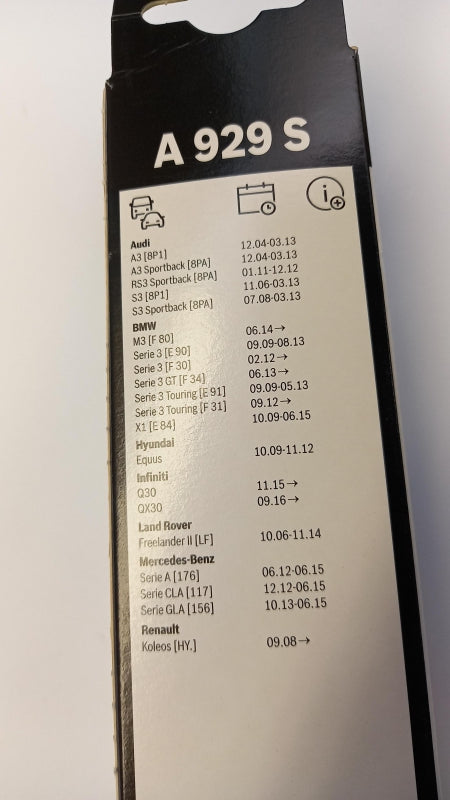 A 929 S
Audi
A3 [8P1] 12.04-03.13
A3 Sportback [8PA] 12.04-03.13
RS3 Sportback [8PA] 01.11-12.12
S3 [8P1] 11.06-03.13
S3 Sportback [8PA] 07.08-03.13
BMW
M3 [F 80] 06.14→
Serie 3 [E 90] 09.09-08.13
Serie 3 [F 30] 02.12→
Serie 3 GT [F 34] 06.13→
Serie 3 Touring [E 91] 09.09-05.13
Serie 3 Touring [F 31] 09.12→
X1 [E 84] 10.09-06.15
Hyundai
Equus 10.09-11.12
Infiniti
Q30 11.15→
QX30 09.16→
Land Rover
Freelander II [LF] 10.06-11.14
Mercedes-Benz
Serie A [176] 06.12-06.15
Serie CLA [117] 12.12-06.15
Serie GLA [156] 10.13-06.15
Renault
Koleos [HY.] 09.08→